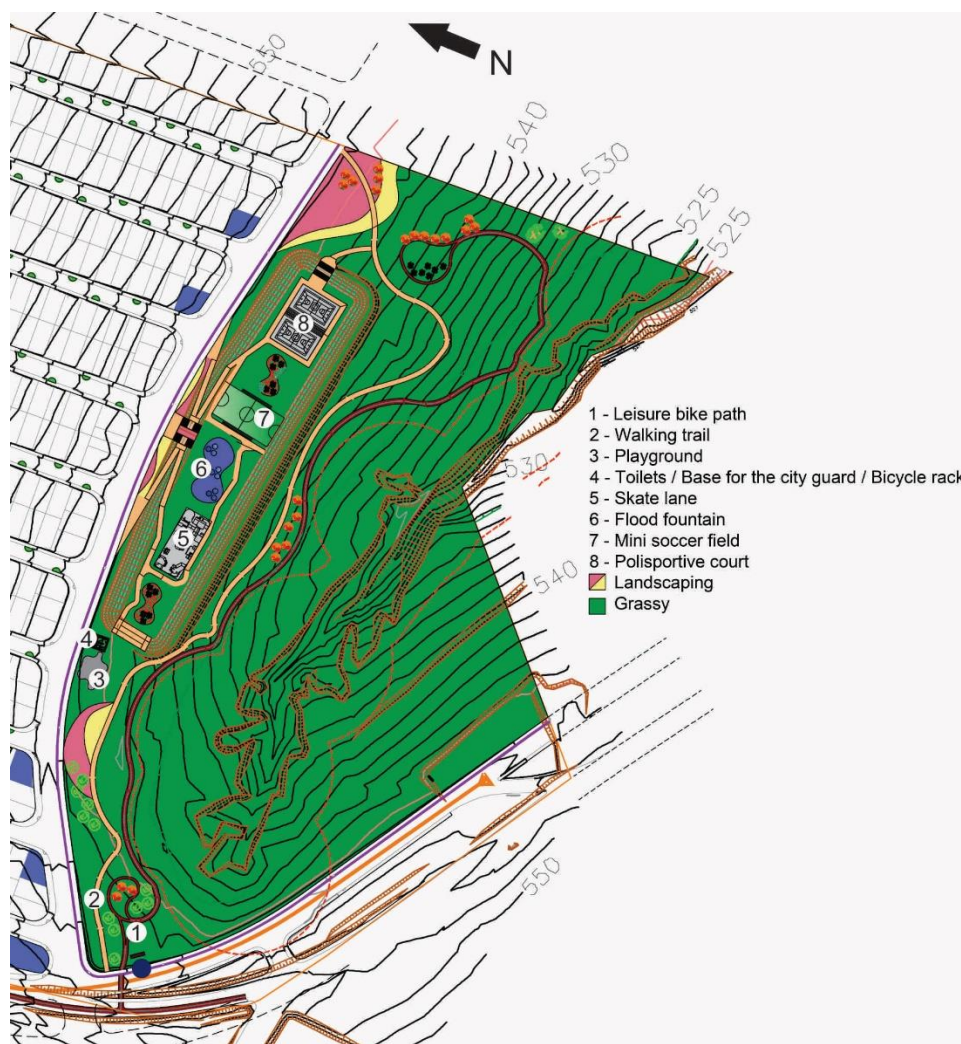 N
550
540
530
525
525
8
7
6
5
4
3
2
1
530
540
550
1 - Leisure bike path
2 - Walking trail
3 - Playground
4 - Toilets / Base for the city guard / Bicycle rack
5 - Skate lane
6 - Flood fountain
7 - Mini soccer field
8 - Polisportive court
Landscaping
Grassy